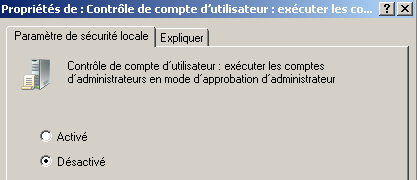 Propriétés de : Contrôle de compte d'utilisateur : exécuter les co...
Paramètre de sécurité locale
Expliquer
Contrôle de compte d'utilisateur : exécuter les comptes
d'administrateurs en mode d'approbation d'administrateur
Activé
Désactivé